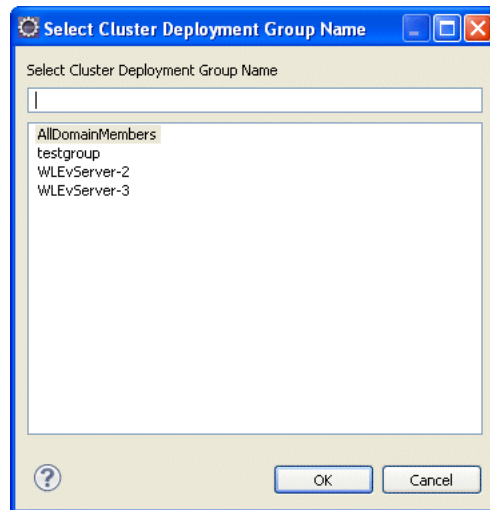 Select Cluster Deployment Group Name
Select Cluster Deployment Group Name
AllDomainMembers
testgroup
WLEvServer-2
WLEvServer-3
?
OK
Cancel